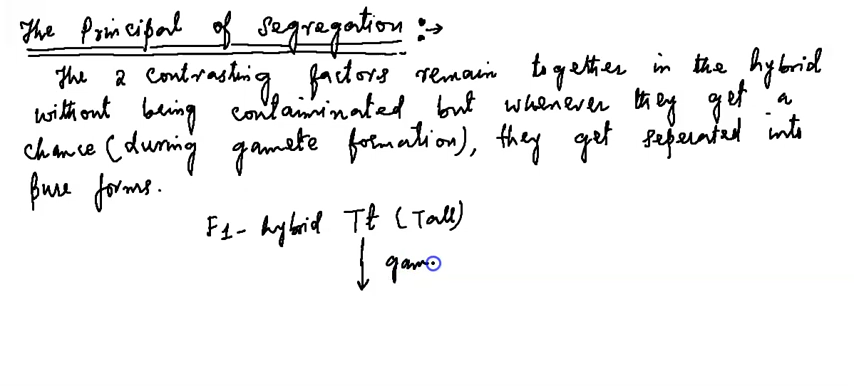 The Principal of Segregation :→
The 2 contrasting factors remain together in the hybrid
without being contaiminated but whenever they get a
chance (during gamete formation), they get seperated into
pure forms.
F1 - hybrid Tt (Tall)
↓ gam